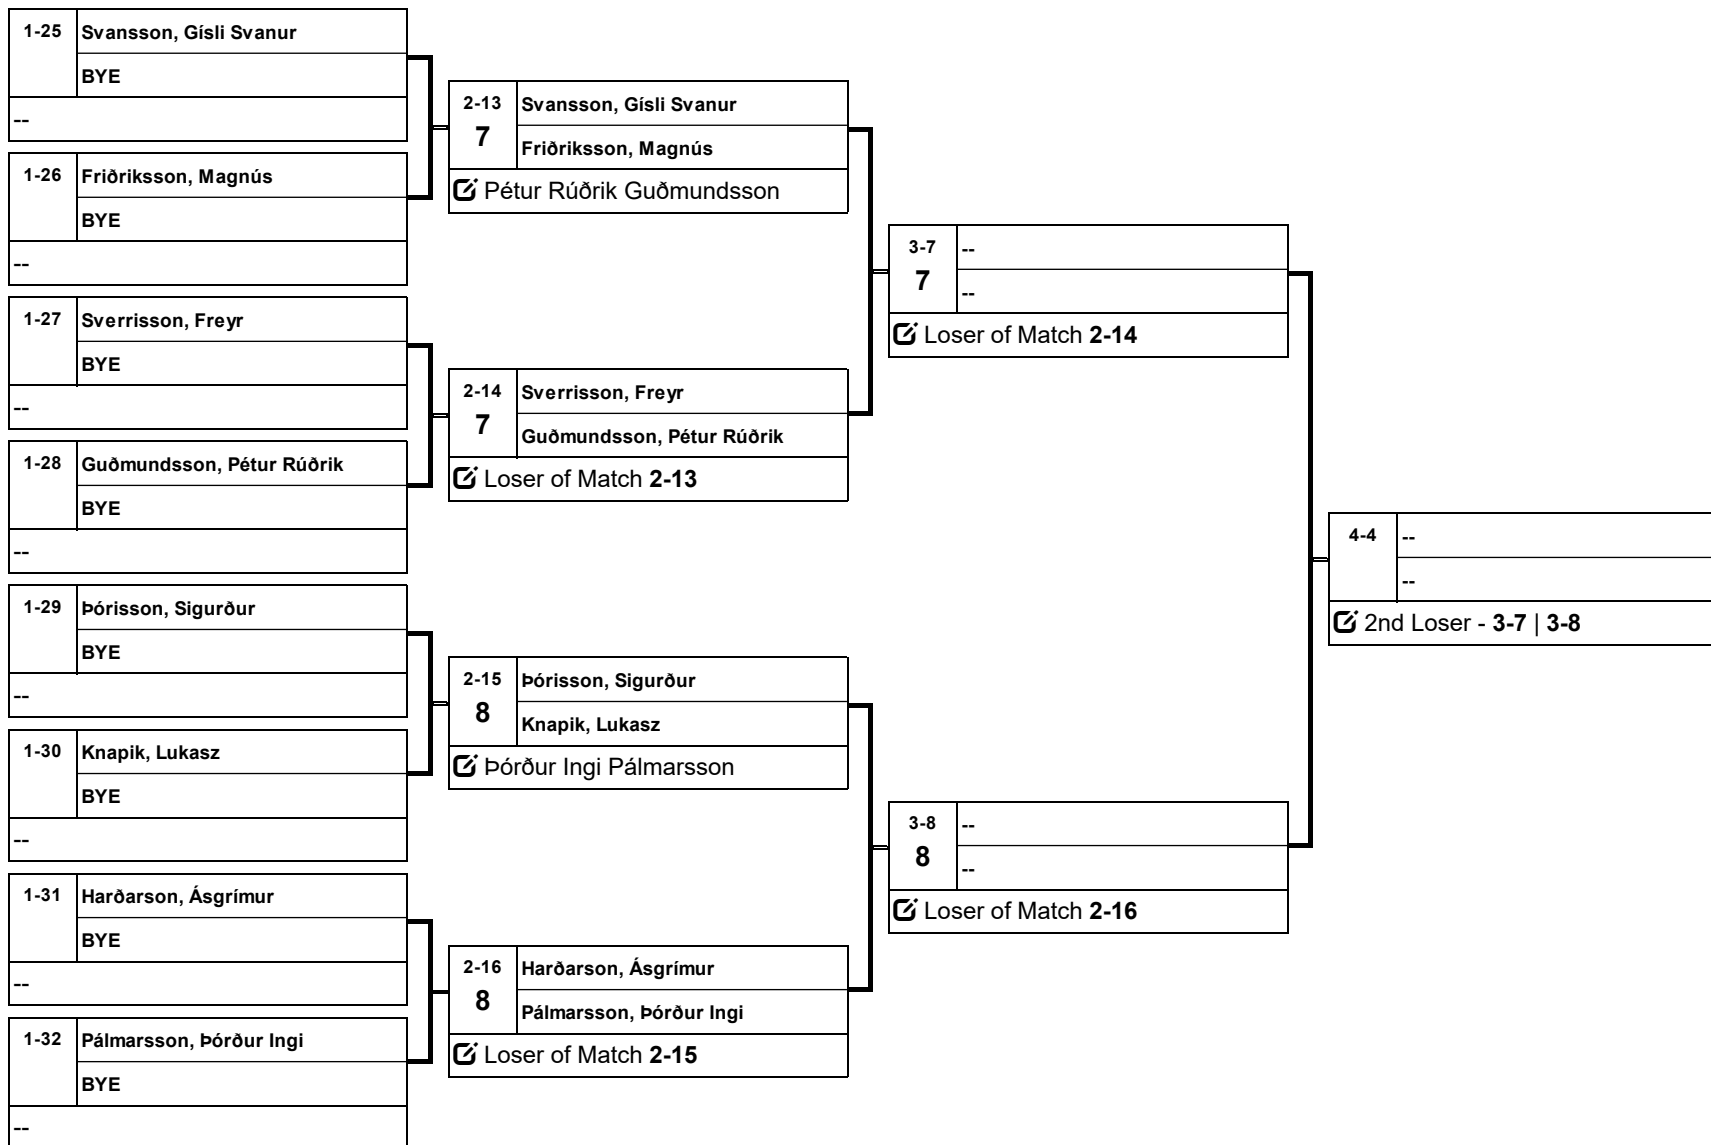 1-25 Svansson, Gísli Svanur
BYE
--
1-26 Friðriksson, Magnús
BYE
--
1-27 Sverrisson, Freyr
BYE
--
1-28 Guðmundsson, Pétur Rúðrik
BYE
--
1-29 Þórisson, Sigurður
BYE
--
1-30 Knapik, Lukasz
BYE
--
1-31 Harðarson, Ásgrímur
BYE
--
1-32 Pálmarsson, Þórður Ingi
BYE
--
2-13 Svansson, Gísli Svanur
7 Friðriksson, Magnús
Pétur Rúðrik Guðmundsson
2-14 Sverrisson, Freyr
7 Guðmundsson, Pétur Rúðrik
Loser of Match 2-13
2-15 Þórisson, Sigurður
8 Knapik, Lukasz
Þórður Ingi Pálmarsson
2-16 Harðarson, Ásgrímur
8 Pálmarsson, Þórður Ingi
Loser of Match 2-15
3-7 --
7 --
Loser of Match 2-14
3-8 --
8 --
Loser of Match 2-16
4-4 --
--
2nd Loser - 3-7 | 3-8